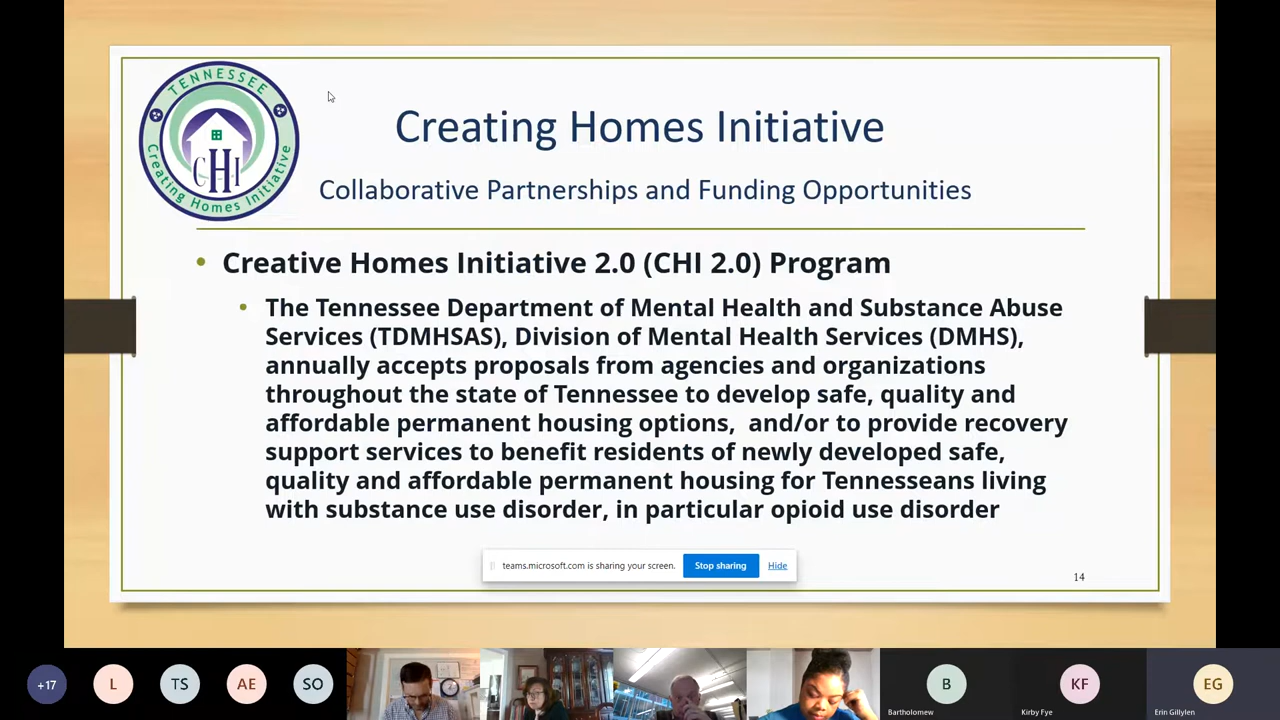 TENNESSEE
CHI
Creating Homes Initiative
Creating Homes Initiative
Collaborative Partnerships and Funding Opportunities
• Creative Homes Initiative 2.0 (CHI 2.0) Program
• The Tennessee Department of Mental Health and Substance Abuse
Services (TDMHSAS), Division of Mental Health Services (DMHS),
annually accepts proposals from agencies and organizations
throughout the state of Tennessee to develop safe, quality and
affordable permanent housing options,  and/or to provide recovery
support services to benefit residents of newly developed safe,
quality and affordable permanent housing for Tennesseans living
with substance use disorder, in particular opioid use disorder
teams.microsoft.com is sharing your screen. Stop sharing Hide
14
+17 L TS AE SO B KF EG
Bartholomew Kirby Fye Erin Gillylen